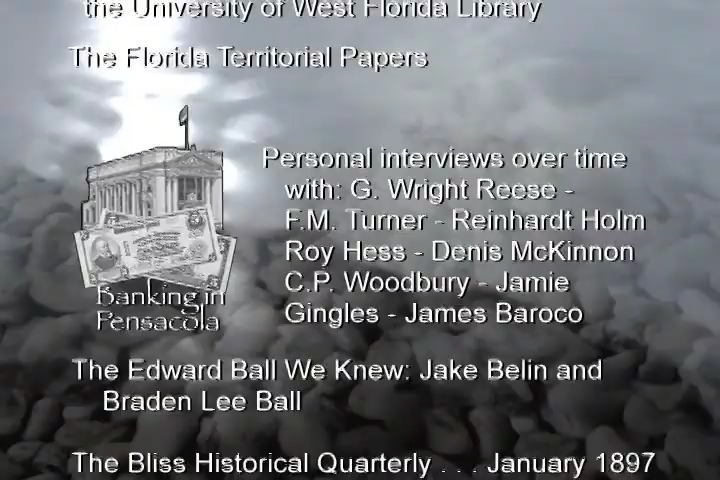 the University of West Florida Library
The Florida Territorial Papers
Personal interviews over time
with: G. Wright Reese -
F.M. Turner - Reinhardt Holm
Roy Hess - Denis McKinnon
C.P. Woodbury - Jamie
Gingles - James Baroco
Banking in
Pensacola
The Edward Ball We Knew: Jake Belin and
Braden Lee Ball
The Bliss Historical Quarterly . . . January 1897